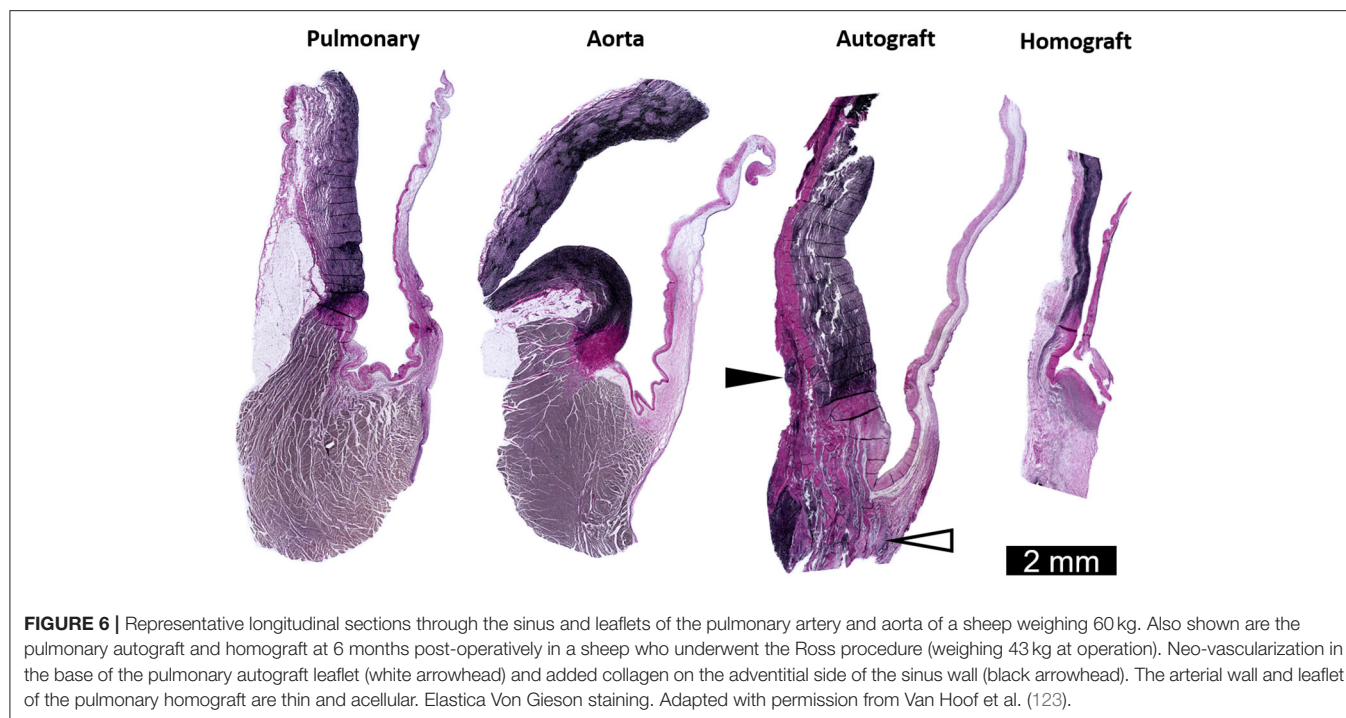 Pulmonary Aorta Autograft Homograft
2 mm
FIGURE 6 | Representative longitudinal sections through the sinus and leaflets of the pulmonary artery and aorta of a sheep weighing 60 kg. Also shown are the
pulmonary autograft and homograft at 6 months post-operatively in a sheep who underwent the Ross procedure (weighing 43 kg at operation). Neo-vascularization in
the base of the pulmonary autograft leaflet (white arrowhead) and added collagen on the adventitial side of the sinus wall (black arrowhead). The arterial wall and leaflet
of the pulmonary homograft are thin and acellular. Elastica Von Gieson staining. Adapted with permission from Van Hoof et al. (123).